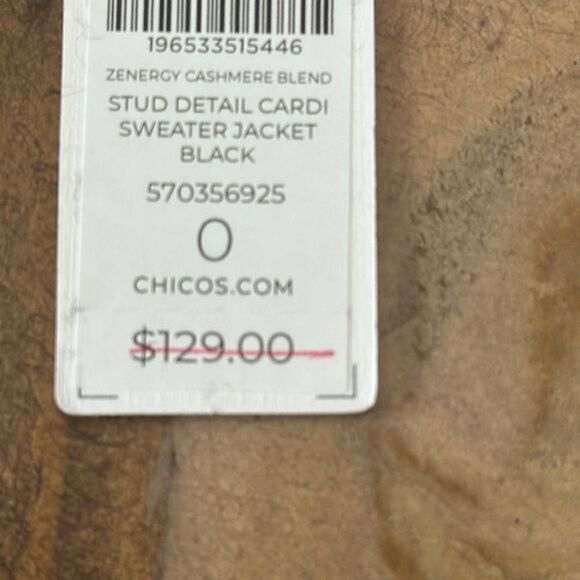 196533515446
ZENERGY CASHMERE BLEND
STUD DETAIL CARDI
SWEATER JACKET
BLACK
570356925
0
CHICOS.COM
$129.00